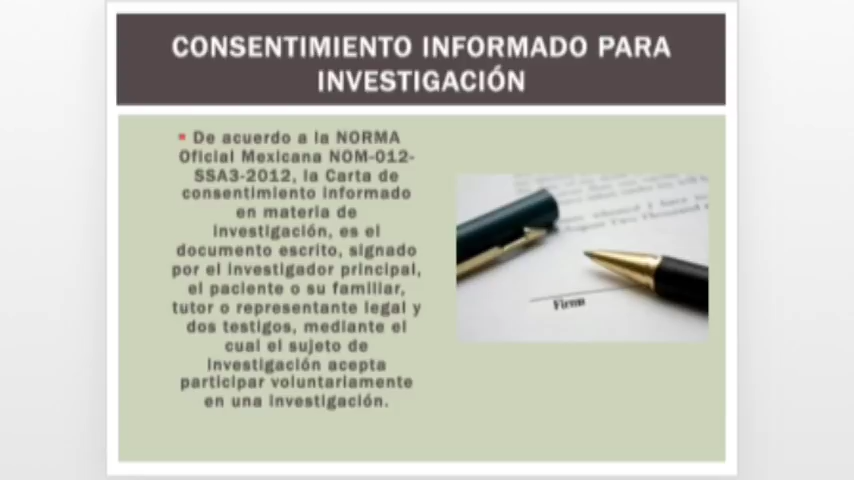 CONSENTIMIENTO INFORMADO PARA
INVESTIGACIÓN
De acuerdo a la NORMA
Oficial Mexicana NOM-012-
SSA3-2012, la Carta de
consentimiento informado
en materia de
investigación, es el
documento escrito, signado
por el investigador principal,
el paciente o su familiar,
tutor o representante legal y
dos testigos, mediante el
cual el sujeto de
investigación acepta
participar voluntariamente
en una investigación.
Firma